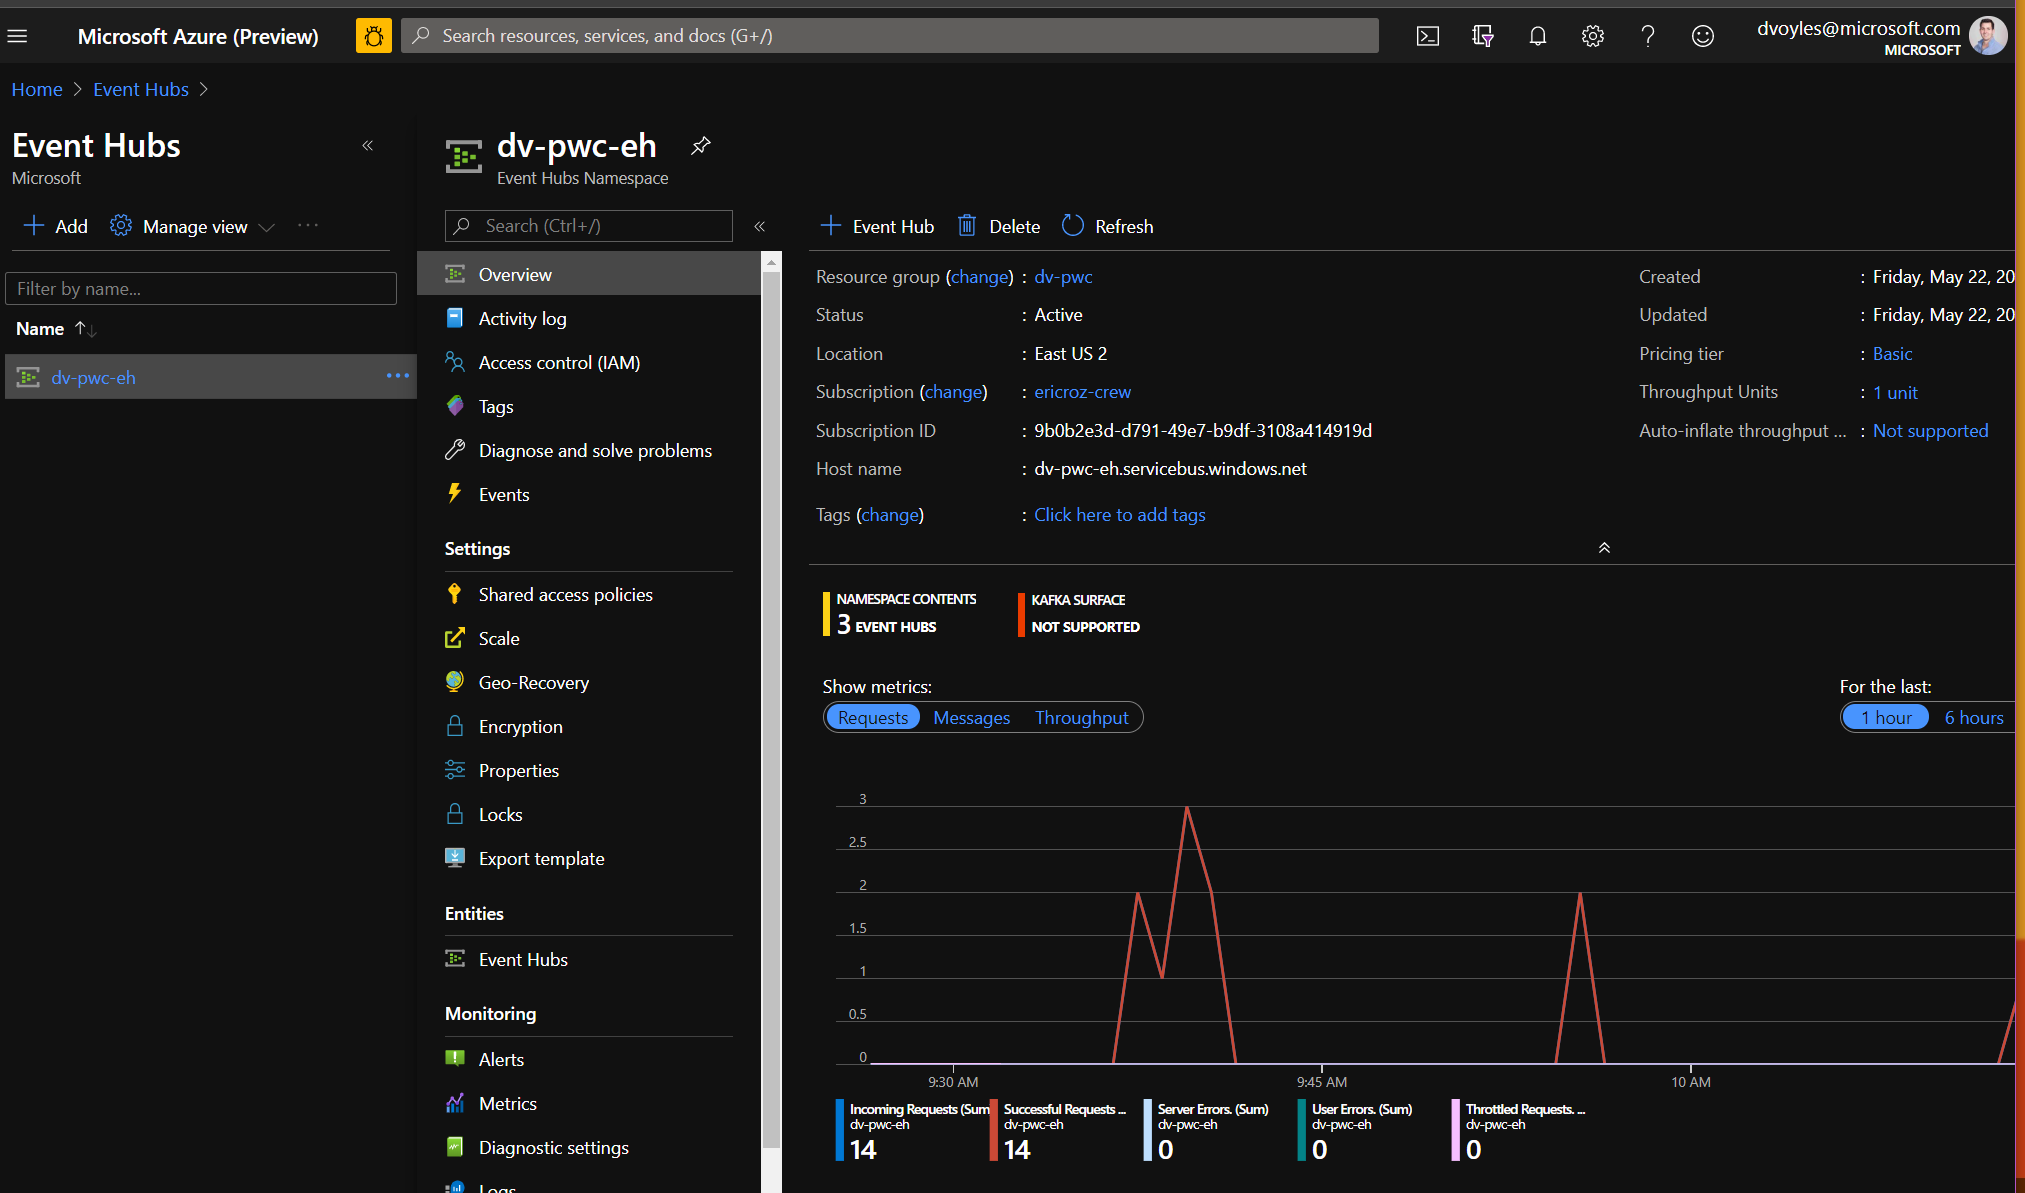 Microsoft Azure (Preview)
Search resources, services, and docs (G+/)
dvoyles@microsoft.com
MICROSOFT
Home > Event Hubs >
Event Hubs
Microsoft
Add
Manage view
...
Filter by name...
Name
dv-pwc-eh
...
dv-pwc-eh
Event Hubs Namespace
Search (Ctrl+/)
Overview
Activity log
Access control (IAM)
Tags
Diagnose and solve problems
Events
Settings
Shared access policies
Scale
Geo-Recovery
Encryption
Properties
Locks
Export template
Entities
Event Hubs
Monitoring
Alerts
Metrics
Diagnostic settings
Logs
Event Hub
Delete
Refresh
Resource group (change) : dv-pwc
Status : Active
Location : East US 2
Subscription (change) : ericroz-crew
Subscription ID : 9b0b2e3d-d791-49e7-b9df-3108a414919d
Host name : dv-pwc-eh.servicebus.windows.net
Tags (change) : Click here to add tags
Created : Friday, May 22, 20
Updated : Friday, May 22, 20
Pricing tier : Basic
Throughput Units : 1 unit
Auto-inflate throughput ... : Not supported
NAMESPACE CONTENTS
3 EVENT HUBS
KAFKA SURFACE
NOT SUPPORTED
Show metrics:
Requests Messages Throughput
For the last:
1 hour 6 hours
3
2.5
2
1.5
1
0.5
0
9:30 AM 9:45 AM 10 AM
Incoming Requests (Sum
dv-pwc-eh
14
Successful Requests ...
dv-pwc-eh
14
Server Errors. (Sum)
dv-pwc-eh
0
User Errors. (Sum)
dv-pwc-eh
0
Throttled Requests. ...
dv-pwc-eh
0